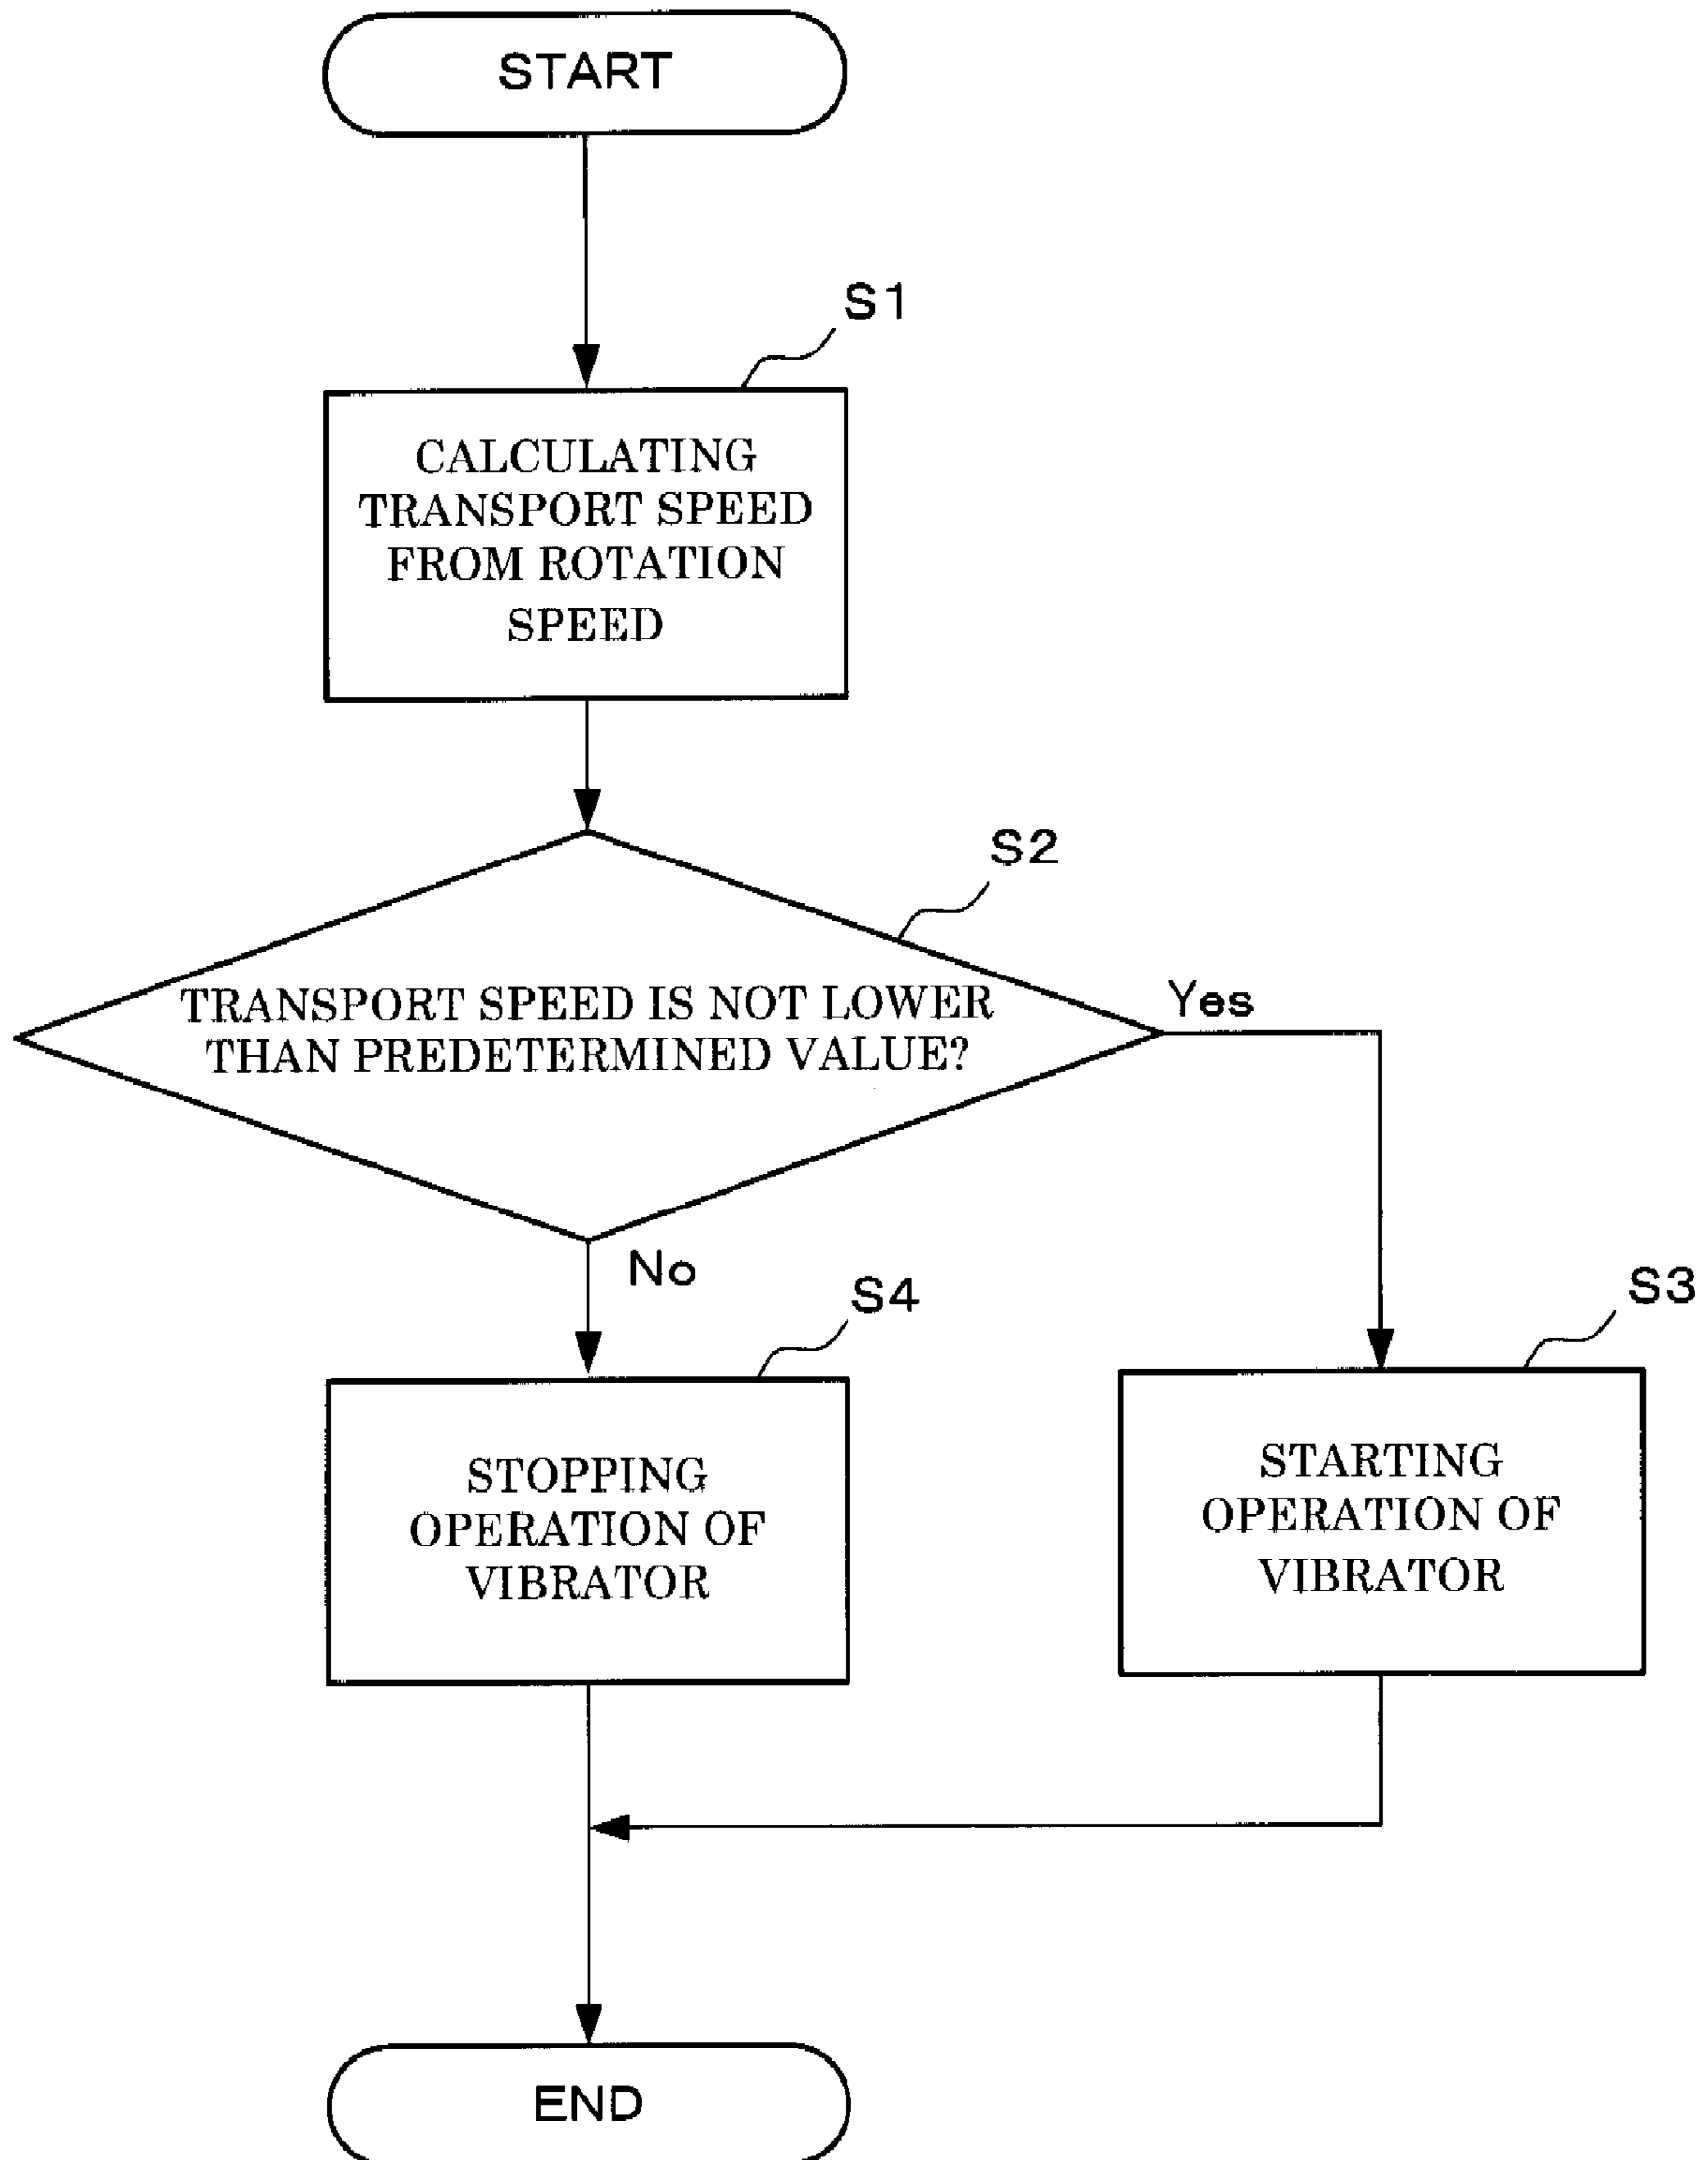 START
S1
CALCULATING
TRANSPORT SPEED
FROM ROTATION
SPEED
S2
TRANSPORT SPEED IS NOT LOWER
THAN PREDETERMINED VALUE?
Yes
No
S4
S3
STOPPING
OPERATION OF
VIBRATOR
STARTING
OPERATION OF
VIBRATOR
END